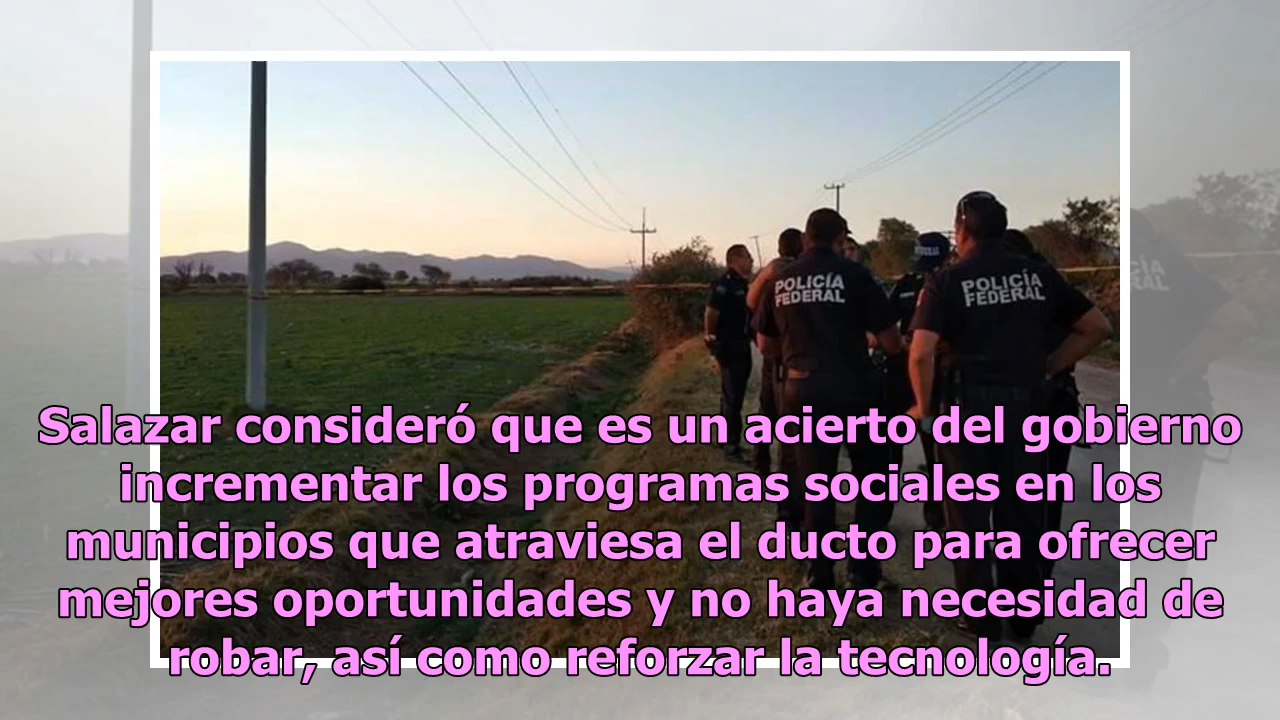 POLICÍA
FEDERAL
POLICÍA
FEDERAL
FEDERAL
Salazar consideró que es un acierto del gobierno
incrementar los programas sociales en los
municipios que atraviesa el ducto para ofrecer
mejores oportunidades y no haya necesidad de
robar, así como reforzar la tecnología.